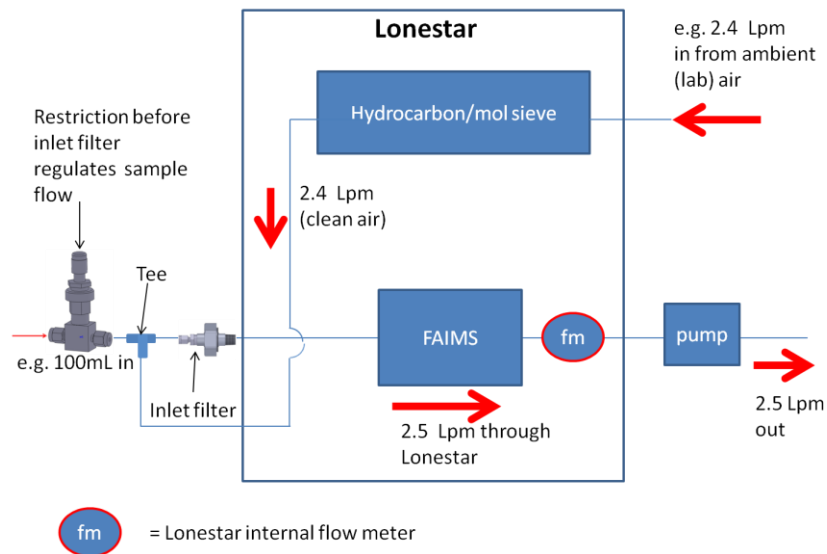 Lonestar
e.g. 2.4 Lpm
in from ambient
(lab) air
Hydrocarbon/mol sieve
Restriction before
inlet filter
regulates sample
flow
2.4 Lpm
(clean air)
Tee
e.g. 100mL in
Inlet filter
FAIMS
fm
pump
2.5 Lpm through
Lonestar
2.5 Lpm
out
fm
= Lonestar internal flow meter